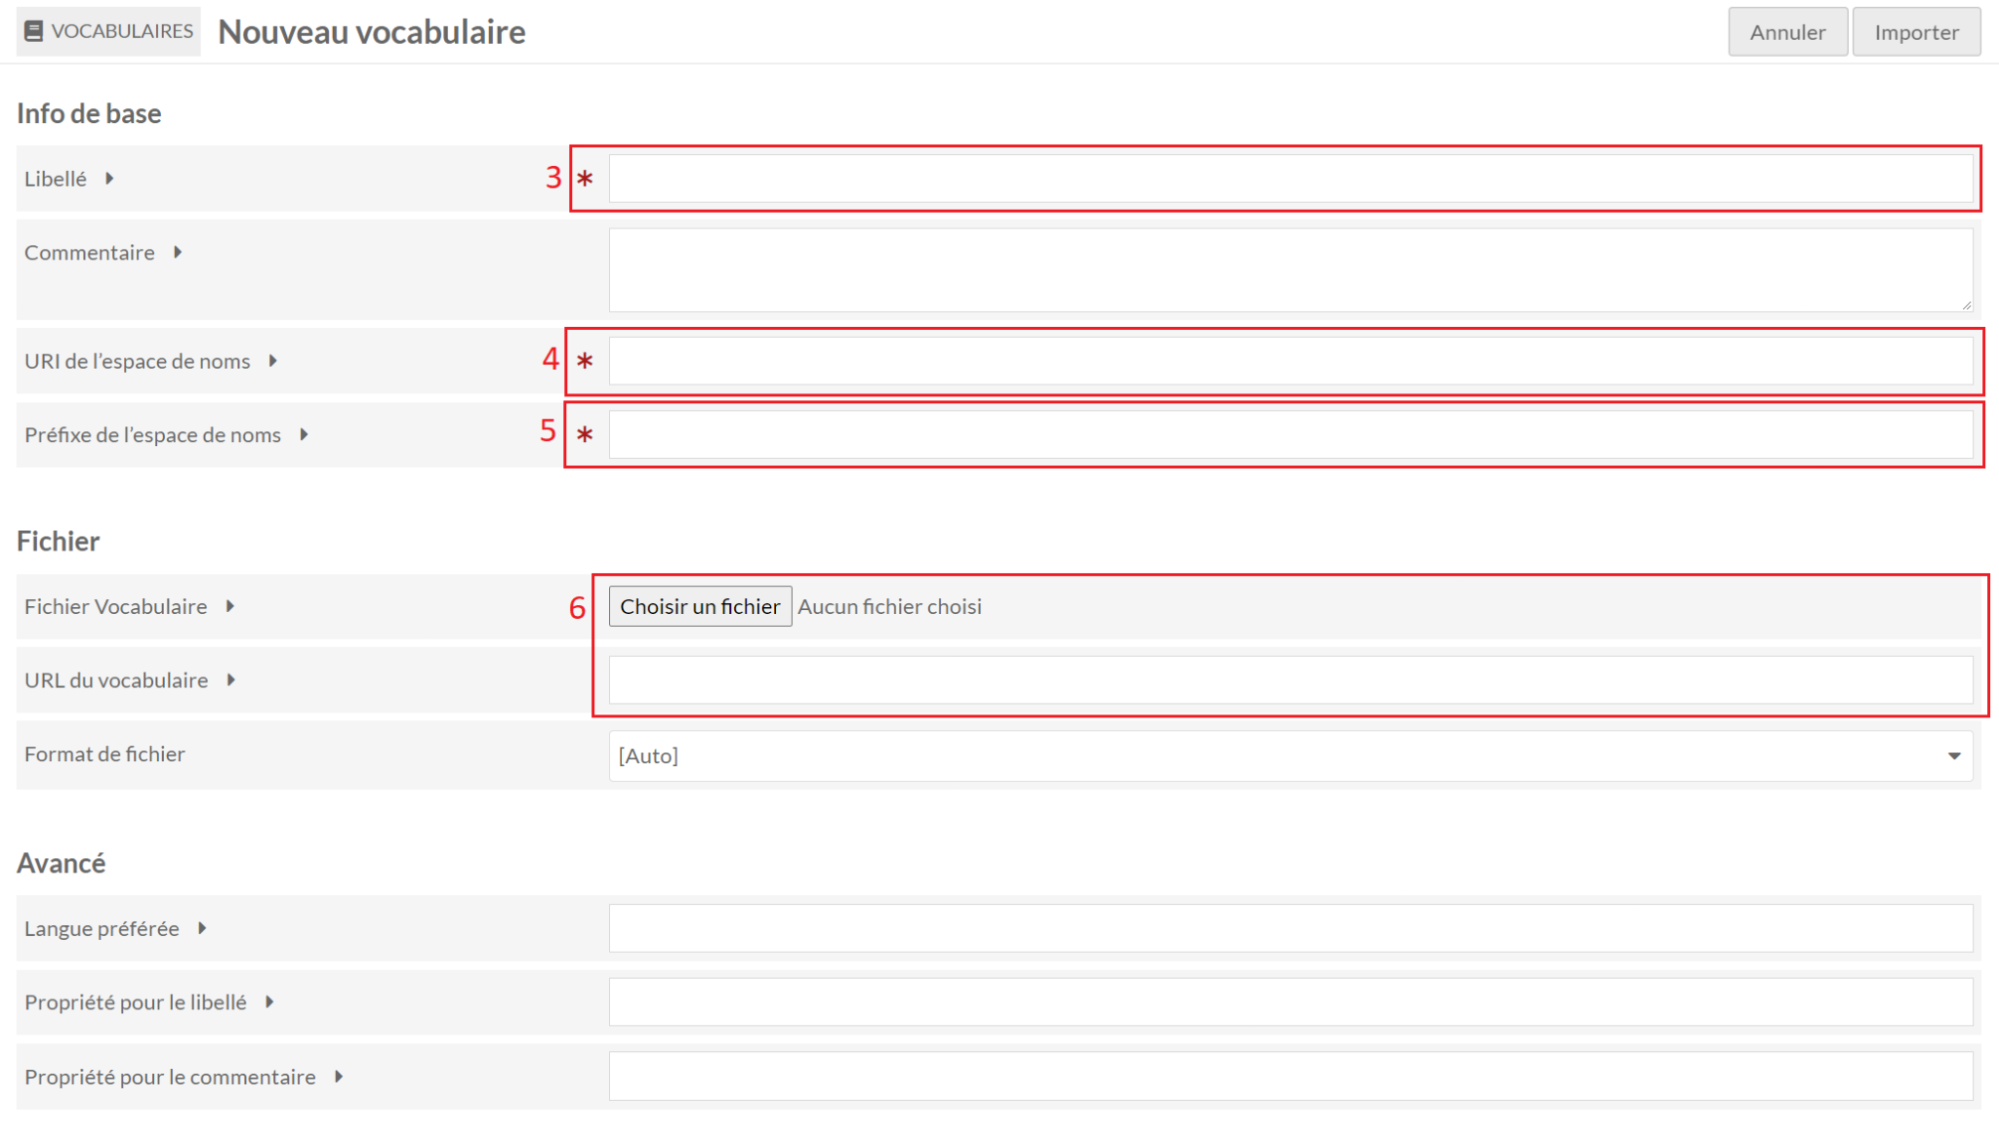 VOCABULAIRES Nouveau vocabulaire Annuler Importer
Info de base
Libellé 3 *
Commentaire
URI de l’espace de noms 4 *
Préfixe de l’espace de noms 5 *
Fichier
Fichier Vocabulaire 6 Choisir un fichier Aucun fichier choisi
URL du vocabulaire
Format de fichier [Auto]
Avancé
Langue préférée
Propriété pour le libellé
Propriété pour le commentaire